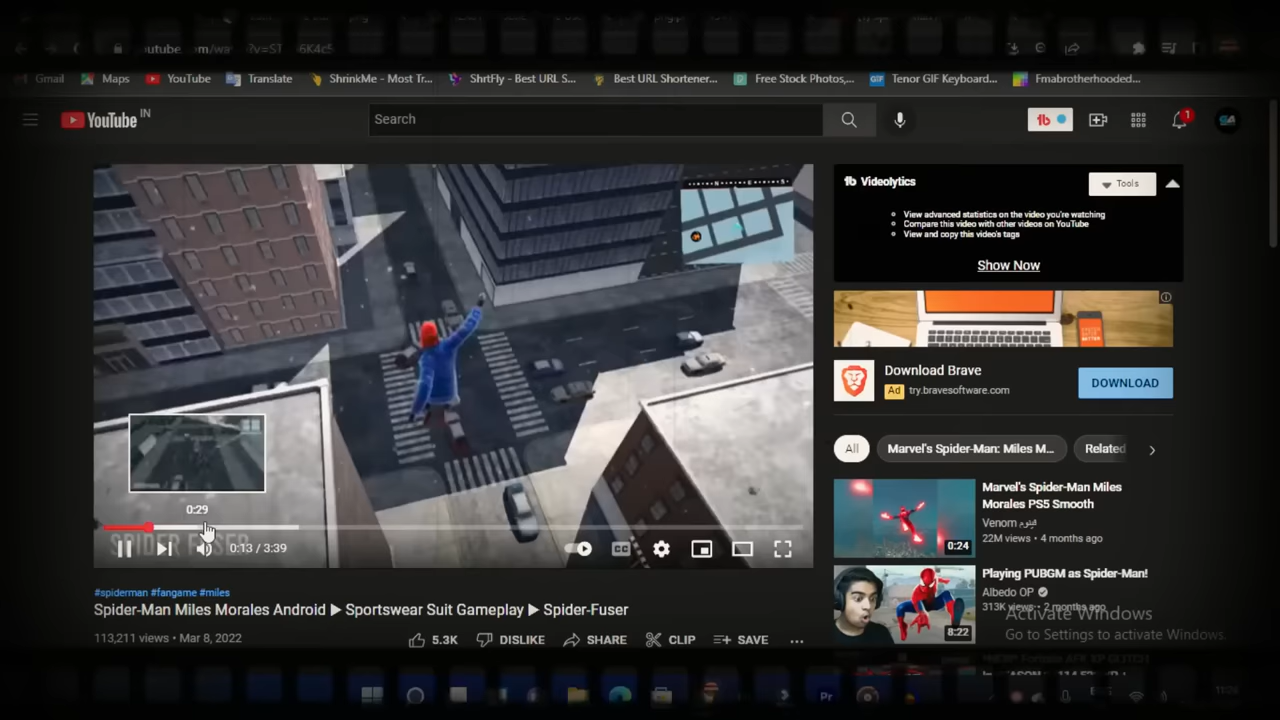 Gmail
Maps
YouTube
Translate
ShrinkMe - Most Tr...
ShrtFly - Best URL S...
Best URL Shortener...
Free Stock Photos,...
Tenor GIF Keyboard...
Fmabrotherhooded...
YouTube IN
Search
1
Videolytics
Tools
View advanced statistics on the video you're watching
Compare this video with other videos on YouTube
View and copy this video's tags
Show Now
Download Brave
Ad try.bravesoftware.com
DOWNLOAD
All
Marvel's Spider-Man: Miles M...
Related
Marvel's Spider-Man Miles
Morales PS5 Smooth
Venom فينوم
22M views • 4 months ago
0:24
Playing PUBGM as Spider-Man!
Albedo OP
313K views • 2 months ago
8:22
Activate Windows
Go to Settings to activate Windows.
0:29
SPIDER FUSER
0:13 / 3:39
CC
#spiderman #fangame #miles
Spider-Man Miles Morales Android ▶ Sportswear Suit Gameplay ▶ Spider-Fuser
113,211 views • Mar 8, 2022
5.3K
DISLIKE
SHARE
CLIP
SAVE
Pr